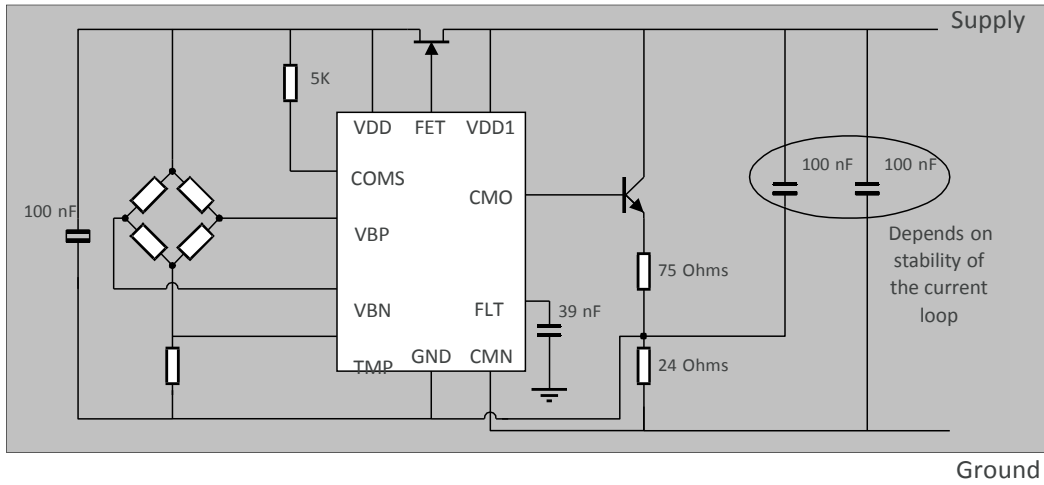 Supply
5K
VDD FET VDD1
COMS
CMO
100 nF 100 nF
100 nF
VBP
Depends on
stability of
the current
loop
75 Ohms
VBN
FLT
39 nF
TMP
GND
CMN
24 Ohms
Ground